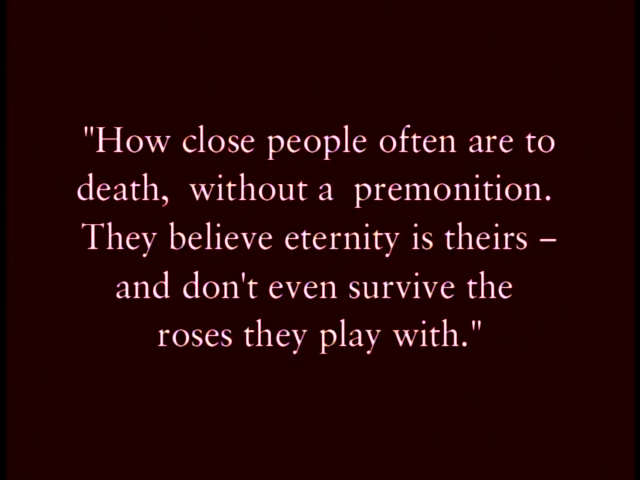 "How close people often are to
death, without a premonition.
They believe eternity is theirs –
and don't even survive the
roses they play with."